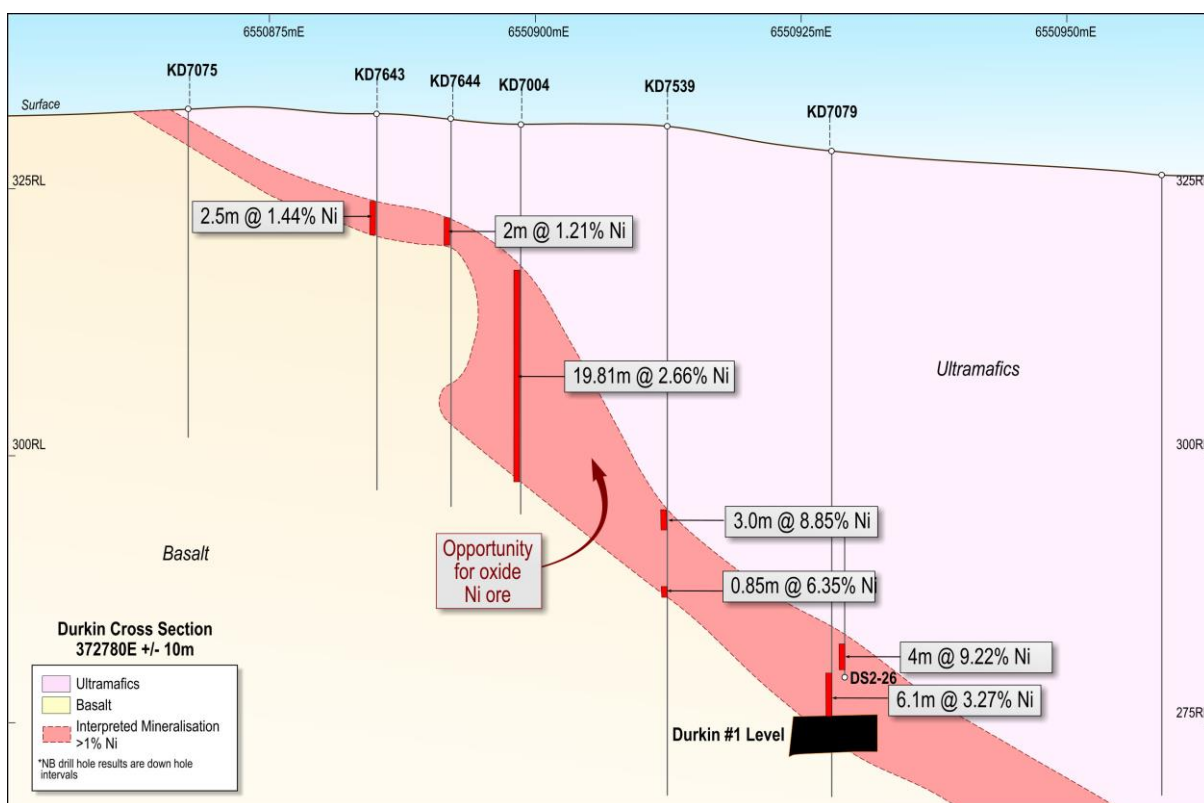 6550875mE
6550900mE
6550925mE
6550950mE
KD7075
KD7643
KD7644
KD7004
KD7539
KD7079
Surface
325RL
325RL
2.5m @ 1.44% Ni
2m @ 1.21% Ni
19.81m @ 2.66% Ni
Ultramafics
300RL
300RL
3.0m @ 8.85% Ni
Opportunity
for oxide
Ni ore
Basalt
0.85m @ 6.35% Ni
4m @ 9.22% Ni
DS2-26
6.1m @ 3.27% Ni
275RL
Durkin #1 Level
Durkin Cross Section
372780E +/- 10m
Ultramafics
Basalt
Interpreted Mineralisation
>1% Ni
*NB drill hole results are down hole
intervals